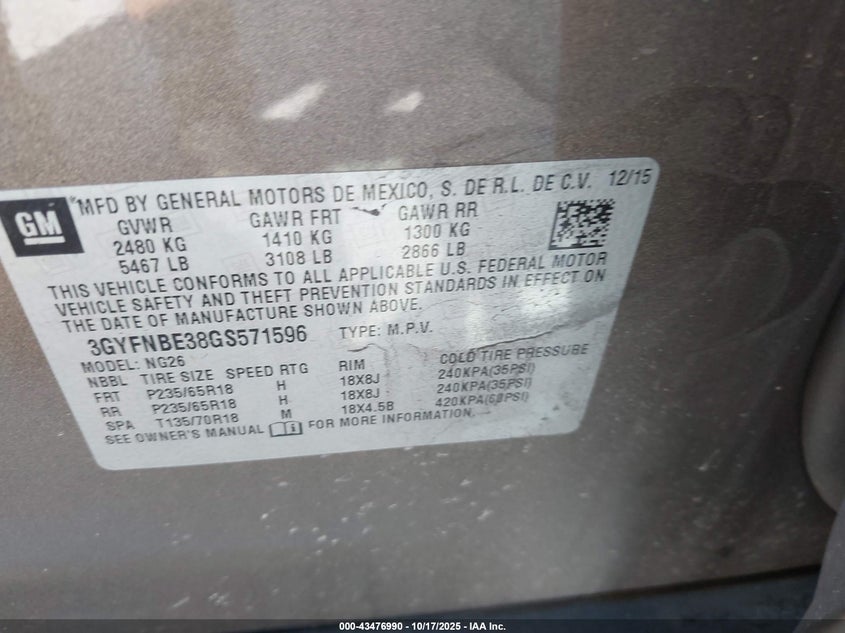 GM
MFD BY GENERAL MOTORS DE MEXICO, S. DE R.L. DE C.V. 12/15
GVWR GAWR FRT GAWR RR
2480 KG 1410 KG 1300 KG
5467 LB 3108 LB 2866 LB
THIS VEHICLE CONFORMS TO ALL APPLICABLE U.S. FEDERAL MOTOR
VEHICLE SAFETY AND THEFT PREVENTION STANDARDS IN EFFECT ON
THE DATE OF MANUFACTURE SHOWN ABOVE.
3GYFNBE38GS571596 TYPE: M.P.V.
MODEL: NG26
NBBL TIRE SIZE SPEED RTG RIM COLD TIRE PRESSURE
FRT P235/65R18 H 18X8J 240KPA(35PSI)
RR P235/65R18 H 18X8J 240KPA(35PSI)
SPA T135/70R18 M 18X4.5B 420KPA(60PSI)
SEE OWNER'S MANUAL FOR MORE INFORMATION.
000-43476990 - 10/17/2025 - IAA Inc.